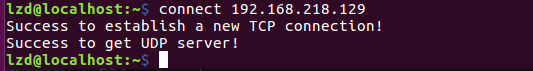 lzd@localhost:~$ connect 192.168.218.129
Success to establish a new TCP connection!
Success to get UDP server!
lzd@localhost:~$